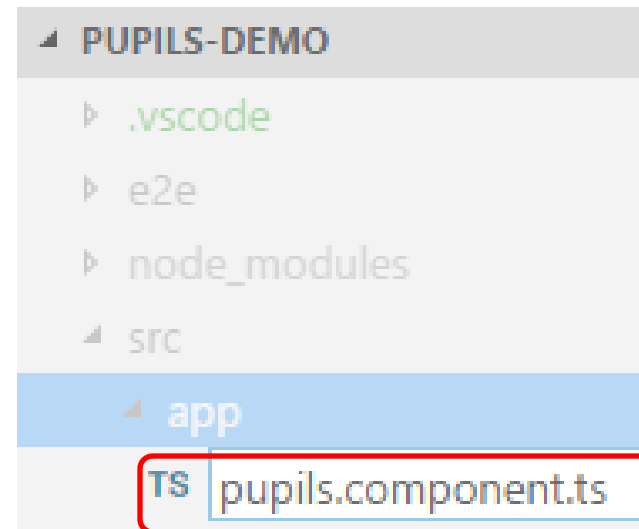 PUPILS-DEMO
.vscode
e2e
node_modules
src
app
TS pupils.component.ts